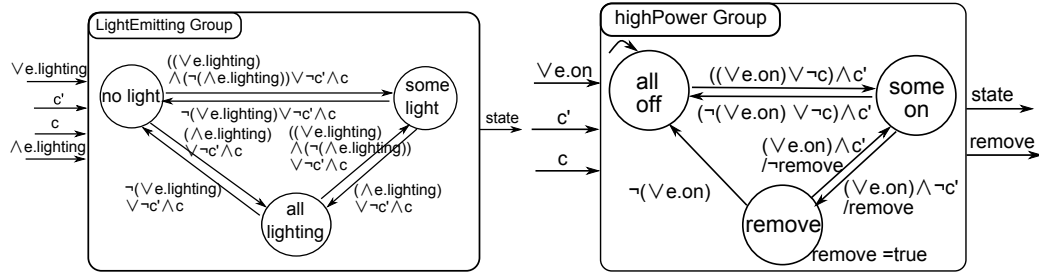 LightEmitting Group
∨e.lighting
c'
c
∧e.lighting
no light
((∨e.lighting)
∧(¬(∧e.lighting))∨¬c'∧c
some
light
¬(∨e.lighting)∨¬c'∧c
(∧e.lighting)
∨¬c'∧c
((∨e.lighting)
∧(¬(∧e.lighting))
∨¬c'∧c
¬(∨e.lighting)
∨¬c'∧c
(∧e.lighting)
∨¬c'∧c
all
lighting
state
highPower Group
∨e.on
c'
c
all
off
((∨e.on)∨¬c)∧c'
(¬(∨e.on) ∨¬c)∧c'
some
on
(∨e.on)∧c'
/¬remove
¬(∨e.on)
(∨e.on)∧¬c'
/remove
remove
remove =true
state
remove